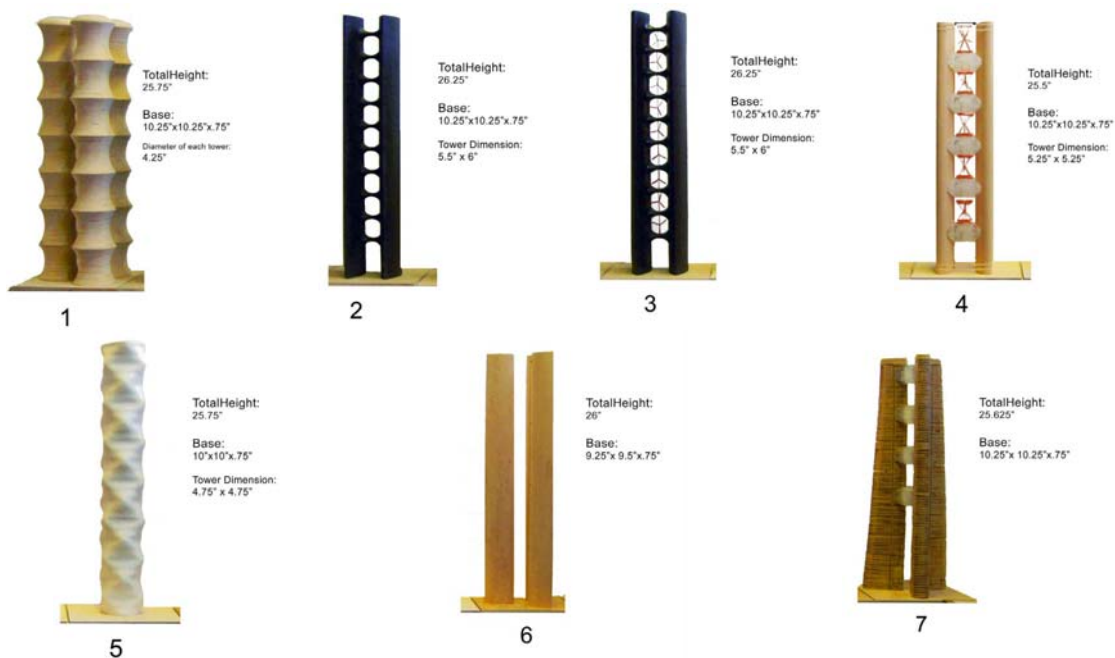 TotalHeight:
25.75"
Base:
10.25"x10.25"x.75"
Diameter of each tower:
4.25"
1
TotalHeight:
26.25"
Base:
10.25"x10.25"x.75"
Tower Dimension:
5.5" x 6"
2
TotalHeight:
26.25"
Base:
10.25"x10.25"x.75"
Tower Dimension:
5.5" x 6"
3
TotalHeight:
25.5"
Base:
10.25"x10.25"x.75"
Tower Dimension:
5.25" x 5.25"
4
TotalHeight:
25.75"
Base:
10"x10"x.75"
Tower Dimension:
4.75" x 4.75"
5
TotalHeight:
26"
Base:
9.25"x 9.5"x.75"
6
TotalHeight:
25.625"
Base:
10.25"x 10.25"x.75"
7